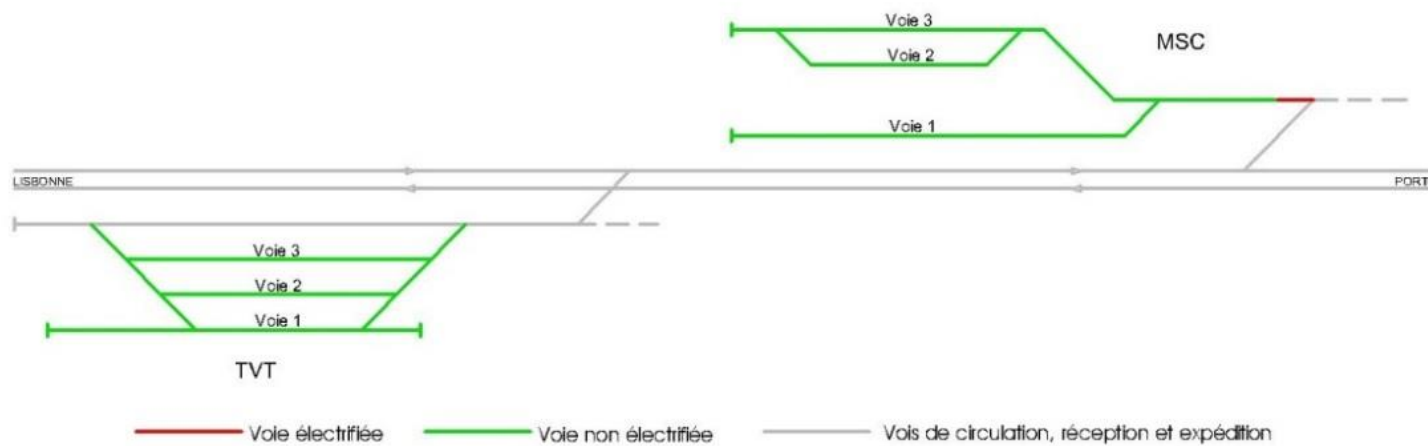 Voie 3
MSC
Voie 2
Voie 1
LISBONNE
PORT
Voie 3
Voie 2
Voie 1
TVT
Voie électrifiée
Voie non électrifiée
Vois de circulation, réception et expédition